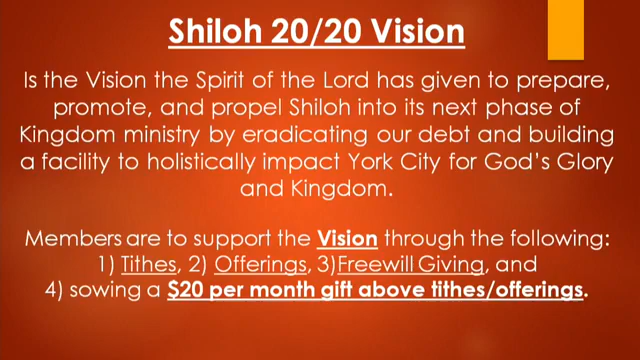 Shiloh 20/20 Vision
Is the Vision the Spirit of the Lord has given to prepare,
promote, and propel Shiloh into its next phase of
Kingdom ministry by eradicating our debt and building
a facility to holistically impact York City for God's Glory
and Kingdom.
Members are to support the Vision through the following:
1) Tithes, 2) Offerings, 3)Freewill Giving, and
4) sowing a $20 per month gift above tithes/offerings.